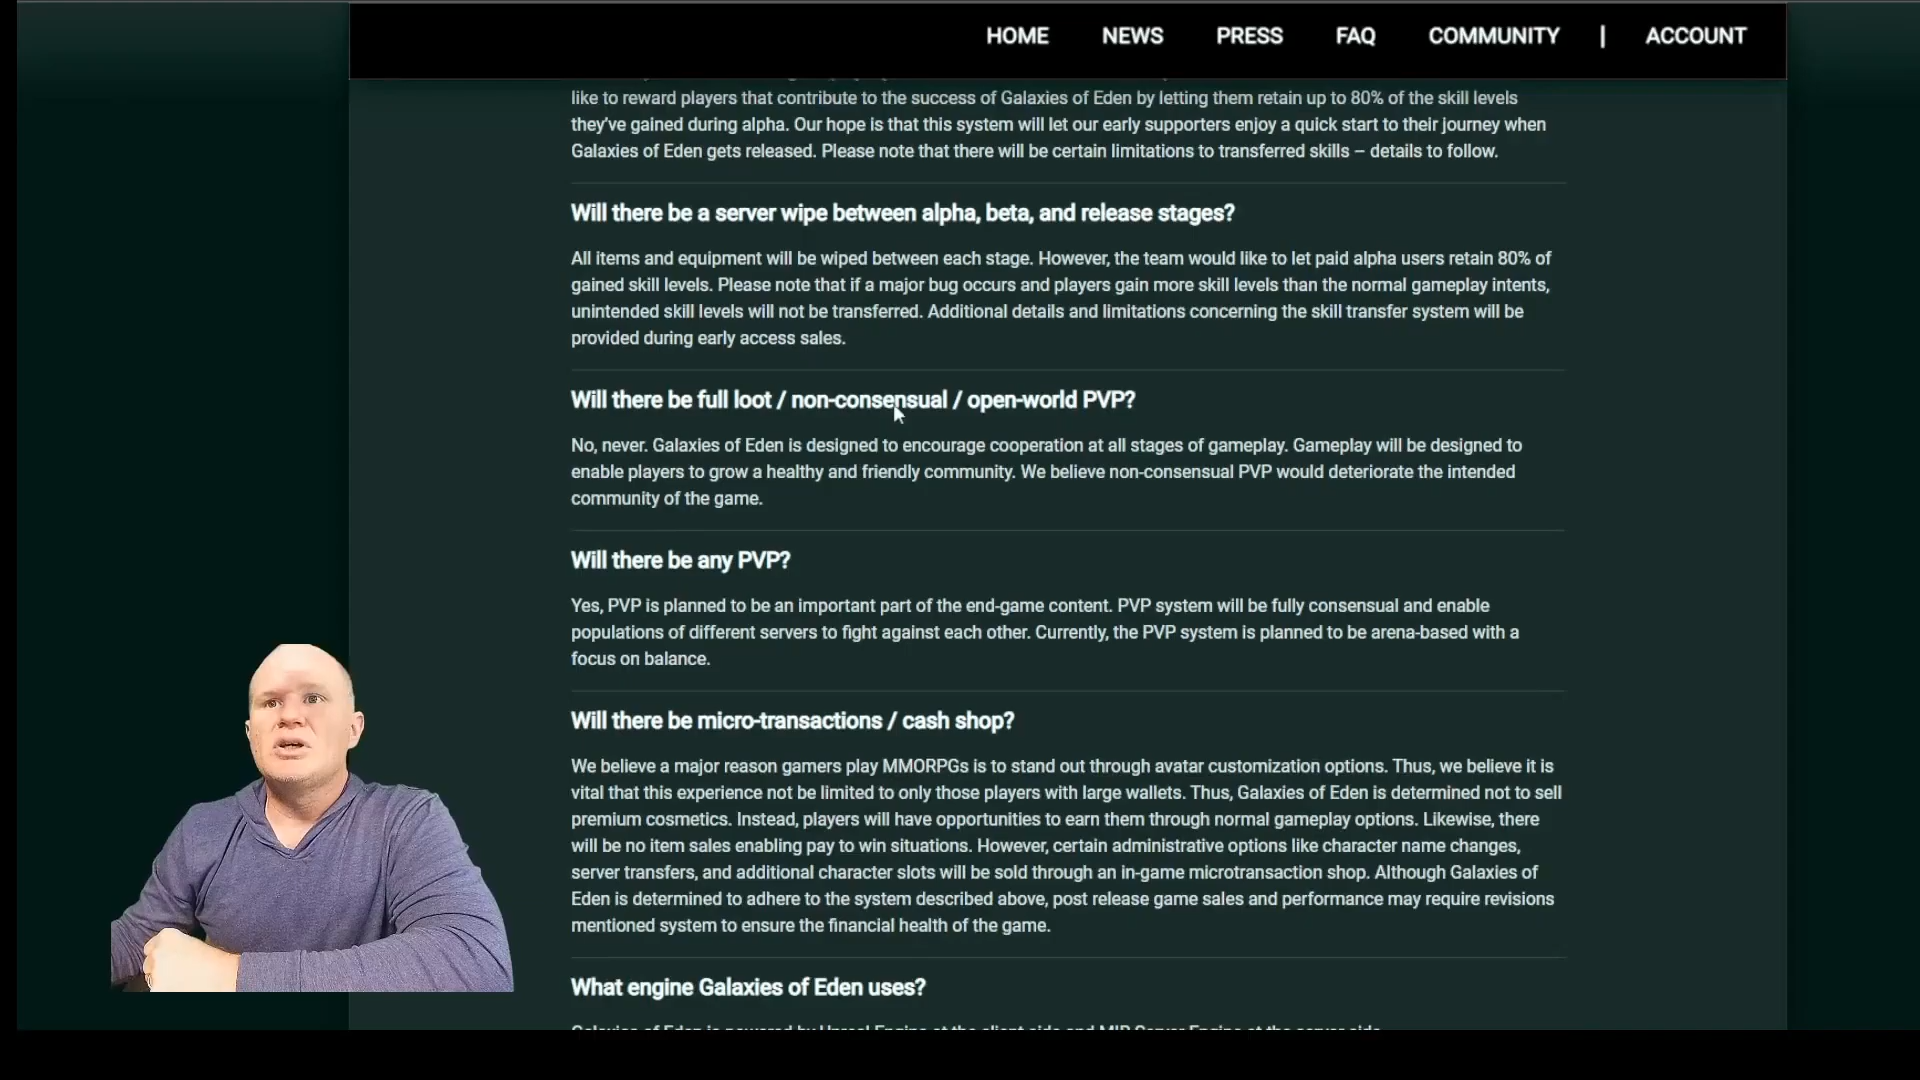 HOME NEWS PRESS FAQ COMMUNITY | ACCOUNT
like to reward players that contribute to the success of Galaxies of Eden by letting them retain up to 80% of the skill levels
they've gained during alpha. Our hope is that this system will let our early supporters enjoy a quick start to their journey when
Galaxies of Eden gets released. Please note that there will be certain limitations to transferred skills – details to follow.
Will there be a server wipe between alpha, beta, and release stages?
All items and equipment will be wiped between each stage. However, the team would like to let paid alpha users retain 80% of
gained skill levels. Please note that if a major bug occurs and players gain more skill levels than the normal gameplay intents,
unintended skill levels will not be transferred. Additional details and limitations concerning the skill transfer system will be
provided during early access sales.
Will there be full loot / non-consensual / open-world PVP?
No, never. Galaxies of Eden is designed to encourage cooperation at all stages of gameplay. Gameplay will be designed to
enable players to grow a healthy and friendly community. We believe non-consensual PVP would deteriorate the intended
community of the game.
Will there be any PVP?
Yes, PVP is planned to be an important part of the end-game content. PVP system will be fully consensual and enable
populations of different servers to fight against each other. Currently, the PVP system is planned to be arena-based with a
focus on balance.
Will there be micro-transactions / cash shop?
We believe a major reason gamers play MMORPGs is to stand out through avatar customization options. Thus, we believe it is
vital that this experience not be limited to only those players with large wallets. Thus, Galaxies of Eden is determined not to sell
premium cosmetics. Instead, players will have opportunities to earn them through normal gameplay options. Likewise, there
will be no item sales enabling pay to win situations. However, certain administrative options like character name changes,
server transfers, and additional character slots will be sold through an in-game microtransaction shop. Although Galaxies of
Eden is determined to adhere to the system described above, post release game sales and performance may require revisions
mentioned system to ensure the financial health of the game.
What engine Galaxies of Eden uses?
Galaxies of Eden is powered by Unreal Engine at the client side and MIR Server Engine at the server side